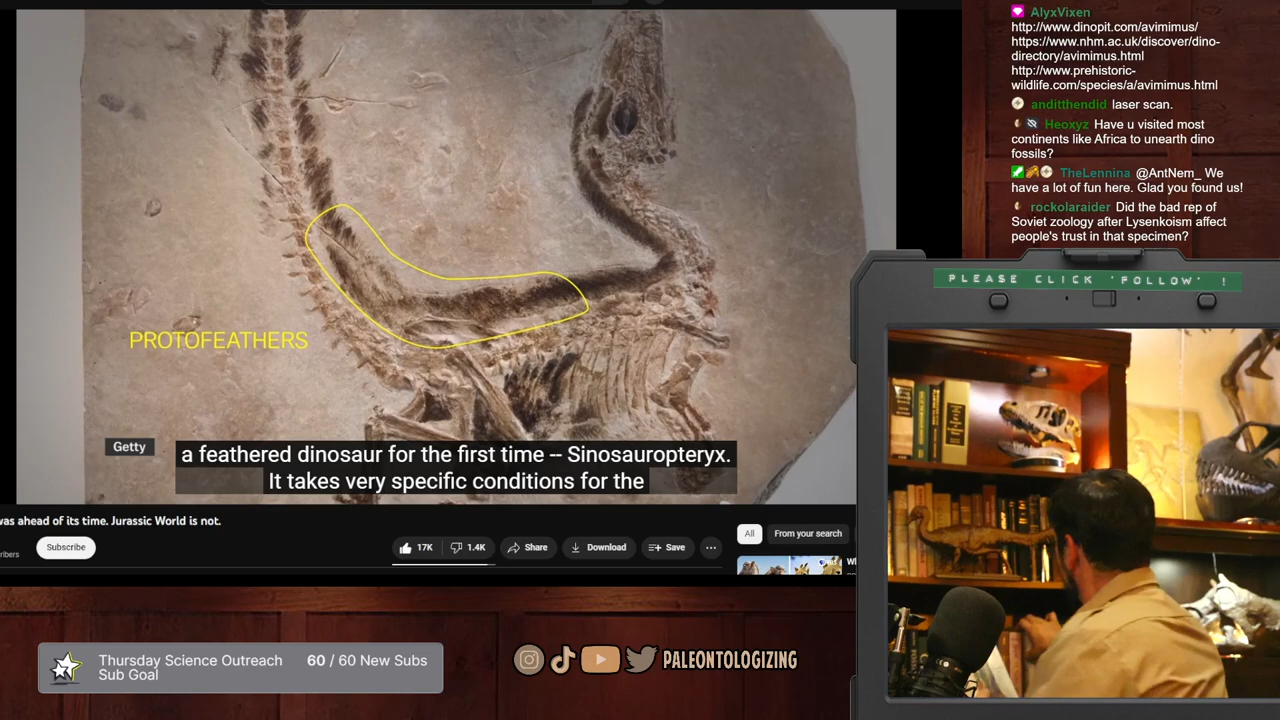 AlyxVixen
http://www.dinopit.com/avimimus/
https://www.nhm.ac.uk/discover/dino-
directory/avimimus.html
http://www.prehistoric-
wildlife.com/species/a/avimimus.html
anditthendid laser scan.
Heoxyz Have u visited most
continents like Africa to unearth dino
fossils?
TheLennina @AntNem_ We
have a lot of fun here. Glad you found us!
rockolaraider Did the bad rep of
Soviet zoology after Lysenkoism affect
people's trust in that specimen?
PLEASE CLICK 'FOLLOW' !
PROTOFEATHERS
Getty
a feathered dinosaur for the first time -- Sinosauropteryx.
It takes very specific conditions for the
was ahead of its time. Jurassic World is not.
ribers
Subscribe
17K
1.4K
Share
Download
Save
All
From your search
Thursday Science Outreach
Sub Goal
60 / 60 New Subs
PALEONTOLOGIZING